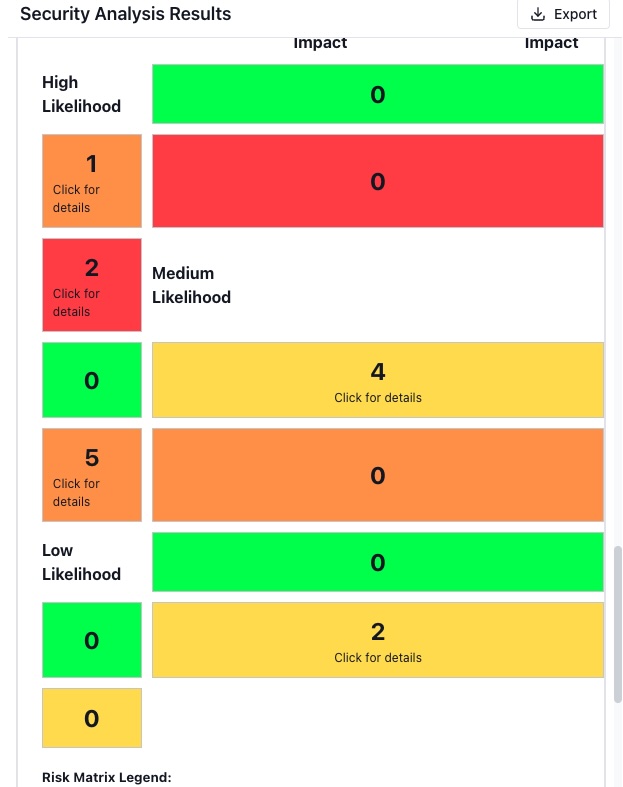 Security Analysis Results
Export
Impact Impact
High
Likelihood
0
1
Click for
details
0
2
Click for
details
Medium
Likelihood
0
4
Click for details
5
Click for
details
0
Low
Likelihood
0
0
2
Click for details
0
Risk Matrix Legend: